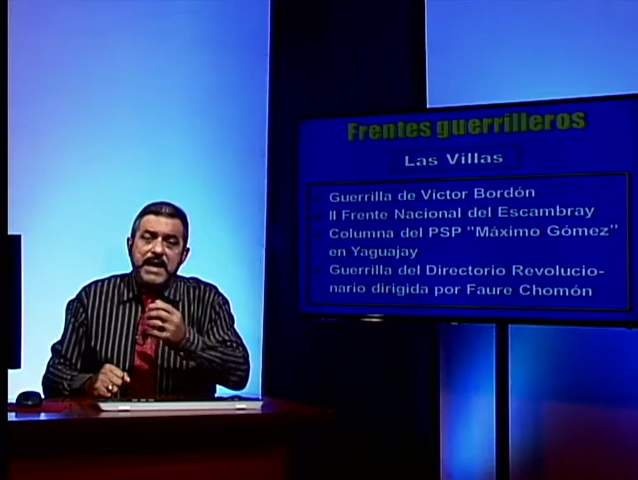 Frentes guerrilleros
Las Villas
Guerrilla de Victor Bordón
II Frente Nacional del Escambray
Columna del PSP "Máximo Gómez"
en Yaguajay
Guerrilla del Directorio Revolucio-
nario dirigida por Faure Chomón